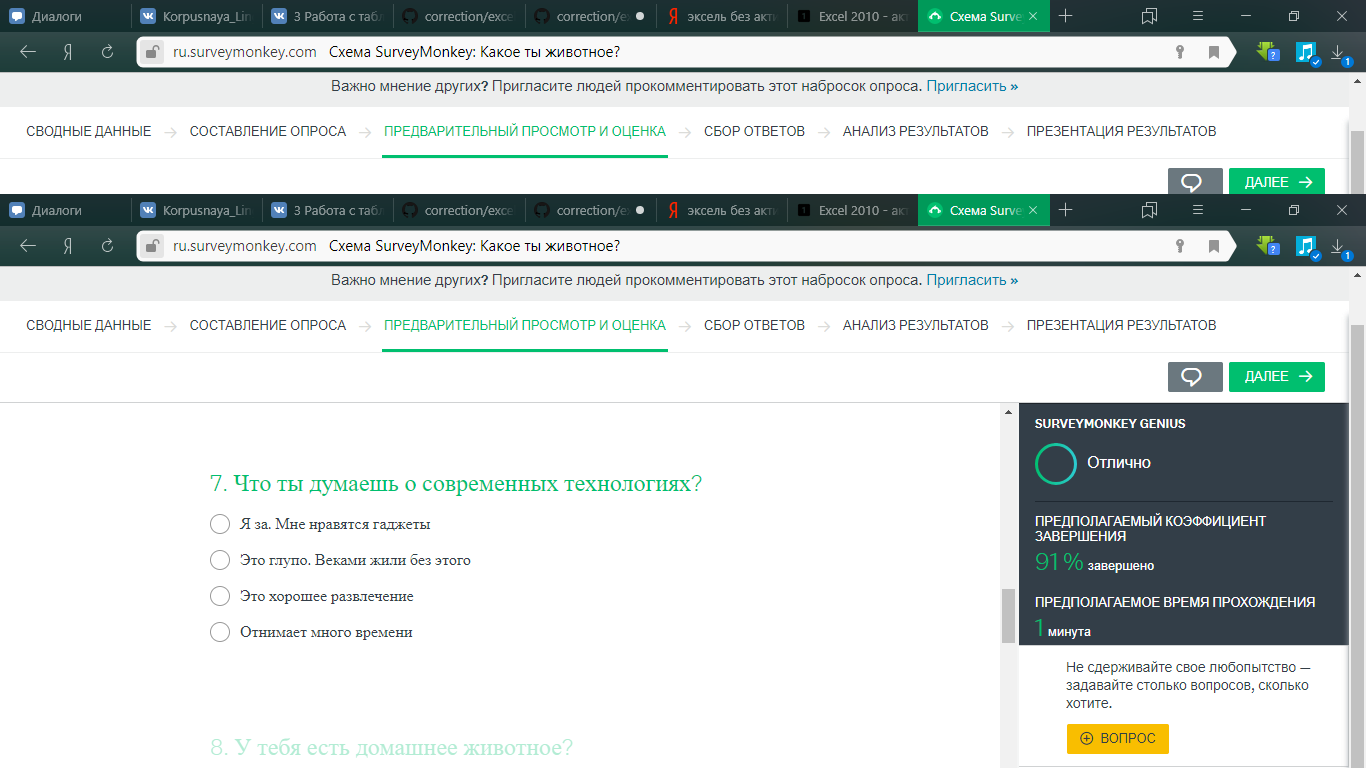 Диалоги
Korpusnaya_Lin
3 Работа с табл
correction/exce
correction/ex
эксель без акти
Excel 2010 - акт
Схема Surve
ru.surveymonkey.com Схема SurveyMonkey: Какое ты животное?
Важно мнение других? Пригласите людей прокомментировать этот набросок опроса. Пригласить »
СВОДНЫЕ ДАННЫЕ → СОСТАВЛЕНИЕ ОПРОСА → ПРЕДВАРИТЕЛЬНЫЙ ПРОСМОТР И ОЦЕНКА → СБОР ОТВЕТОВ → АНАЛИЗ РЕЗУЛЬТАТОВ → ПРЕЗЕНТАЦИЯ РЕЗУЛЬТАТОВ
ДАЛЕЕ →
Диалоги
Korpusnaya_Lin
3 Работа с табл
correction/exce
correction/ex
эксель без акти
Excel 2010 - акт
Схема Surve
ru.surveymonkey.com Схема SurveyMonkey: Какое ты животное?
Важно мнение других? Пригласите людей прокомментировать этот набросок опроса. Пригласить »
СВОДНЫЕ ДАННЫЕ → СОСТАВЛЕНИЕ ОПРОСА → ПРЕДВАРИТЕЛЬНЫЙ ПРОСМОТР И ОЦЕНКА → СБОР ОТВЕТОВ → АНАЛИЗ РЕЗУЛЬТАТОВ → ПРЕЗЕНТАЦИЯ РЕЗУЛЬТАТОВ
ДАЛЕЕ →
7. Что ты думаешь о современных технологиях?
Я за. Мне нравятся гаджеты
Это глупо. Веками жили без этого
Это хорошее развлечение
Отнимает много времени
8. У тебя есть домашнее животное?
SURVEYMONKEY GENIUS
Отлично
ПРЕДПОЛАГАЕМЫЙ КОЭФФИЦИЕНТ
ЗАВЕРШЕНИЯ
91% завершено
ПРЕДПОЛАГАЕМОЕ ВРЕМЯ ПРОХОЖДЕНИЯ
1 минута
Не сдерживайте свое любопытство —
задавайте столько вопросов, сколько
хотите.
ВОПРОС